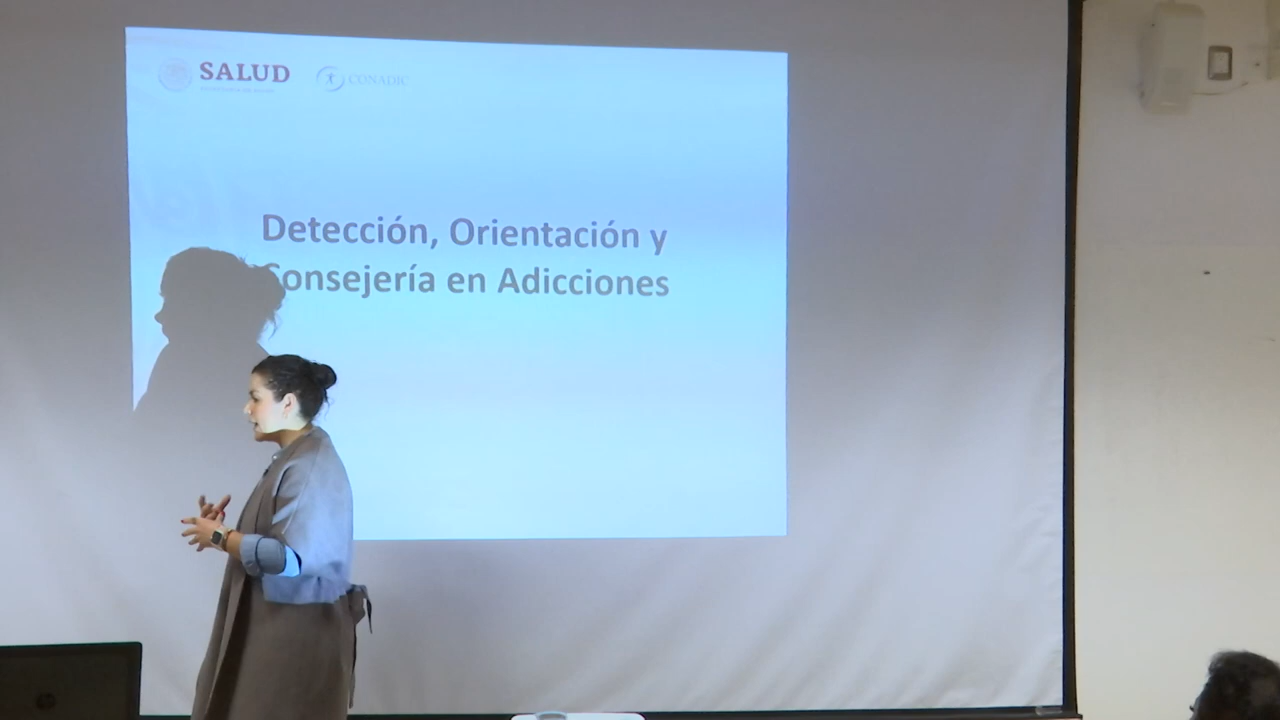 SALUD
CONADIC
Detección, Orientación y
Consejería en Adicciones